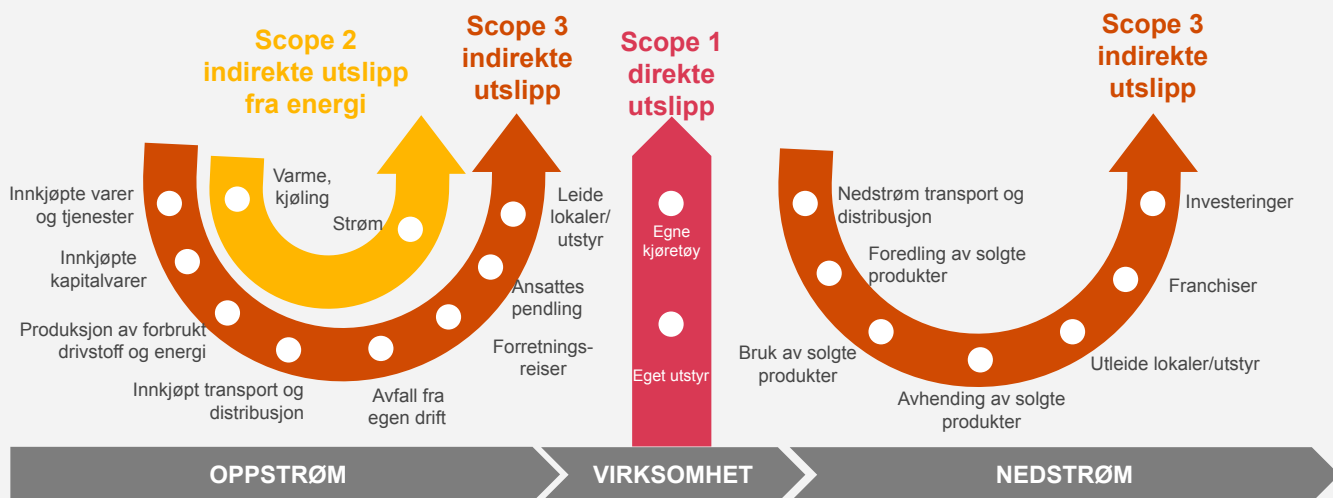 Scope 2
indirekte utslipp
fra energi
Scope 3
indirekte
utslipp
Scope 1
direkte
utslipp
Scope 3
indirekte
utslipp
Varme,
kjøling
Strøm
Innkjøpte varer
og tjenester
Innkjøpte
kapitalvarer
Produksjon av forbrukt
drivstoff og energi
Innkjøpt transport og
distribusjon
Avfall fra
egen drift
Forretnings-
reiser
Ansattes
pendling
Leide
lokaler/
utstyr
Egne
kjøretøy
Eget utstyr
Nedstrøm transport og
distribusjon
Foredling av solgte
produkter
Bruk av solgte
produkter
Avhending av solgte
produkter
Utleide lokaler/utstyr
Franchiser
Investeringer
OPPSTRØM
VIRKSOMHET
NEDSTRØM